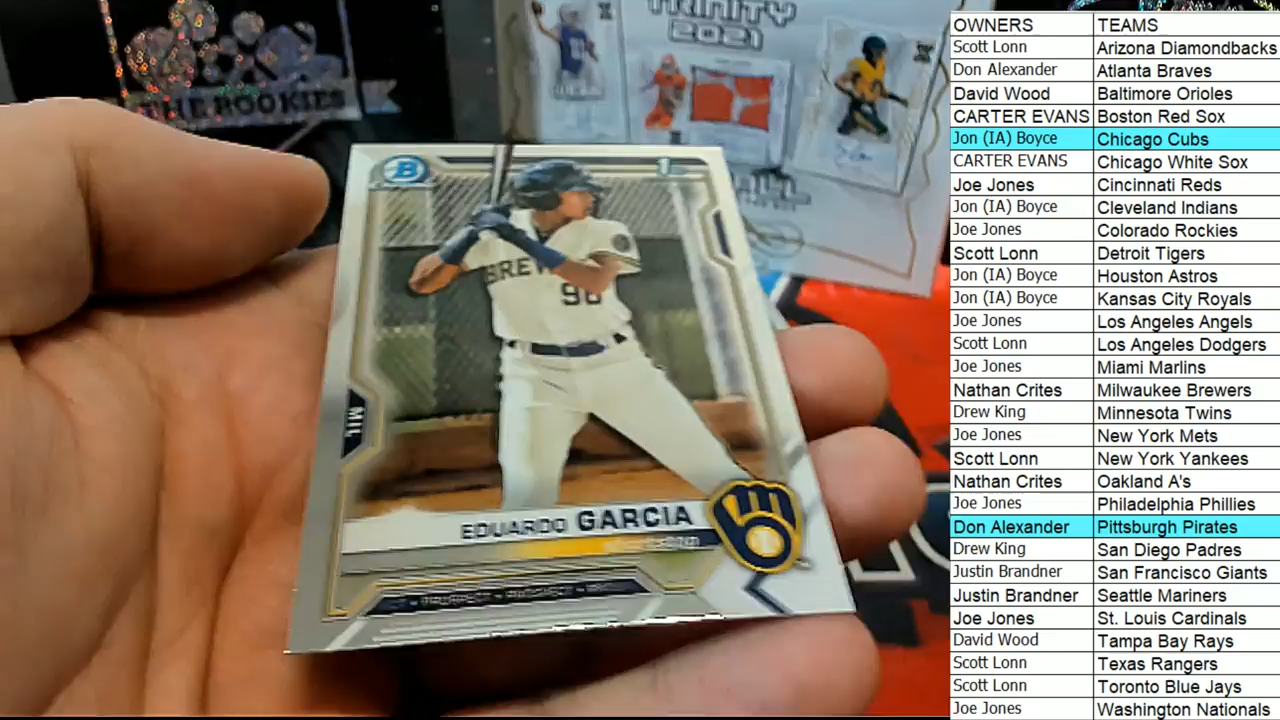 THE ROOKIES
TRINITY
2021
B
1st
BREW
MIL
EDUARDO GARCIA
OWNERS TEAMS
Scott Lonn Arizona Diamondbacks
Don Alexander Atlanta Braves
David Wood Baltimore Orioles
CARTER EVANS Boston Red Sox
Jon (IA) Boyce Chicago Cubs
CARTER EVANS Chicago White Sox
Joe Jones Cincinnati Reds
Jon (IA) Boyce Cleveland Indians
Joe Jones Colorado Rockies
Scott Lonn Detroit Tigers
Jon (IA) Boyce Houston Astros
Jon (IA) Boyce Kansas City Royals
Joe Jones Los Angeles Angels
Scott Lonn Los Angeles Dodgers
Joe Jones Miami Marlins
Nathan Crites Milwaukee Brewers
Drew King Minnesota Twins
Joe Jones New York Mets
Scott Lonn New York Yankees
Nathan Crites Oakland A's
Joe Jones Philadelphia Phillies
Don Alexander Pittsburgh Pirates
Drew King San Diego Padres
Justin Brandner San Francisco Giants
Justin Brandner Seattle Mariners
Joe Jones St. Louis Cardinals
David Wood Tampa Bay Rays
Scott Lonn Texas Rangers
Scott Lonn Toronto Blue Jays
Joe Jones Washington Nationals